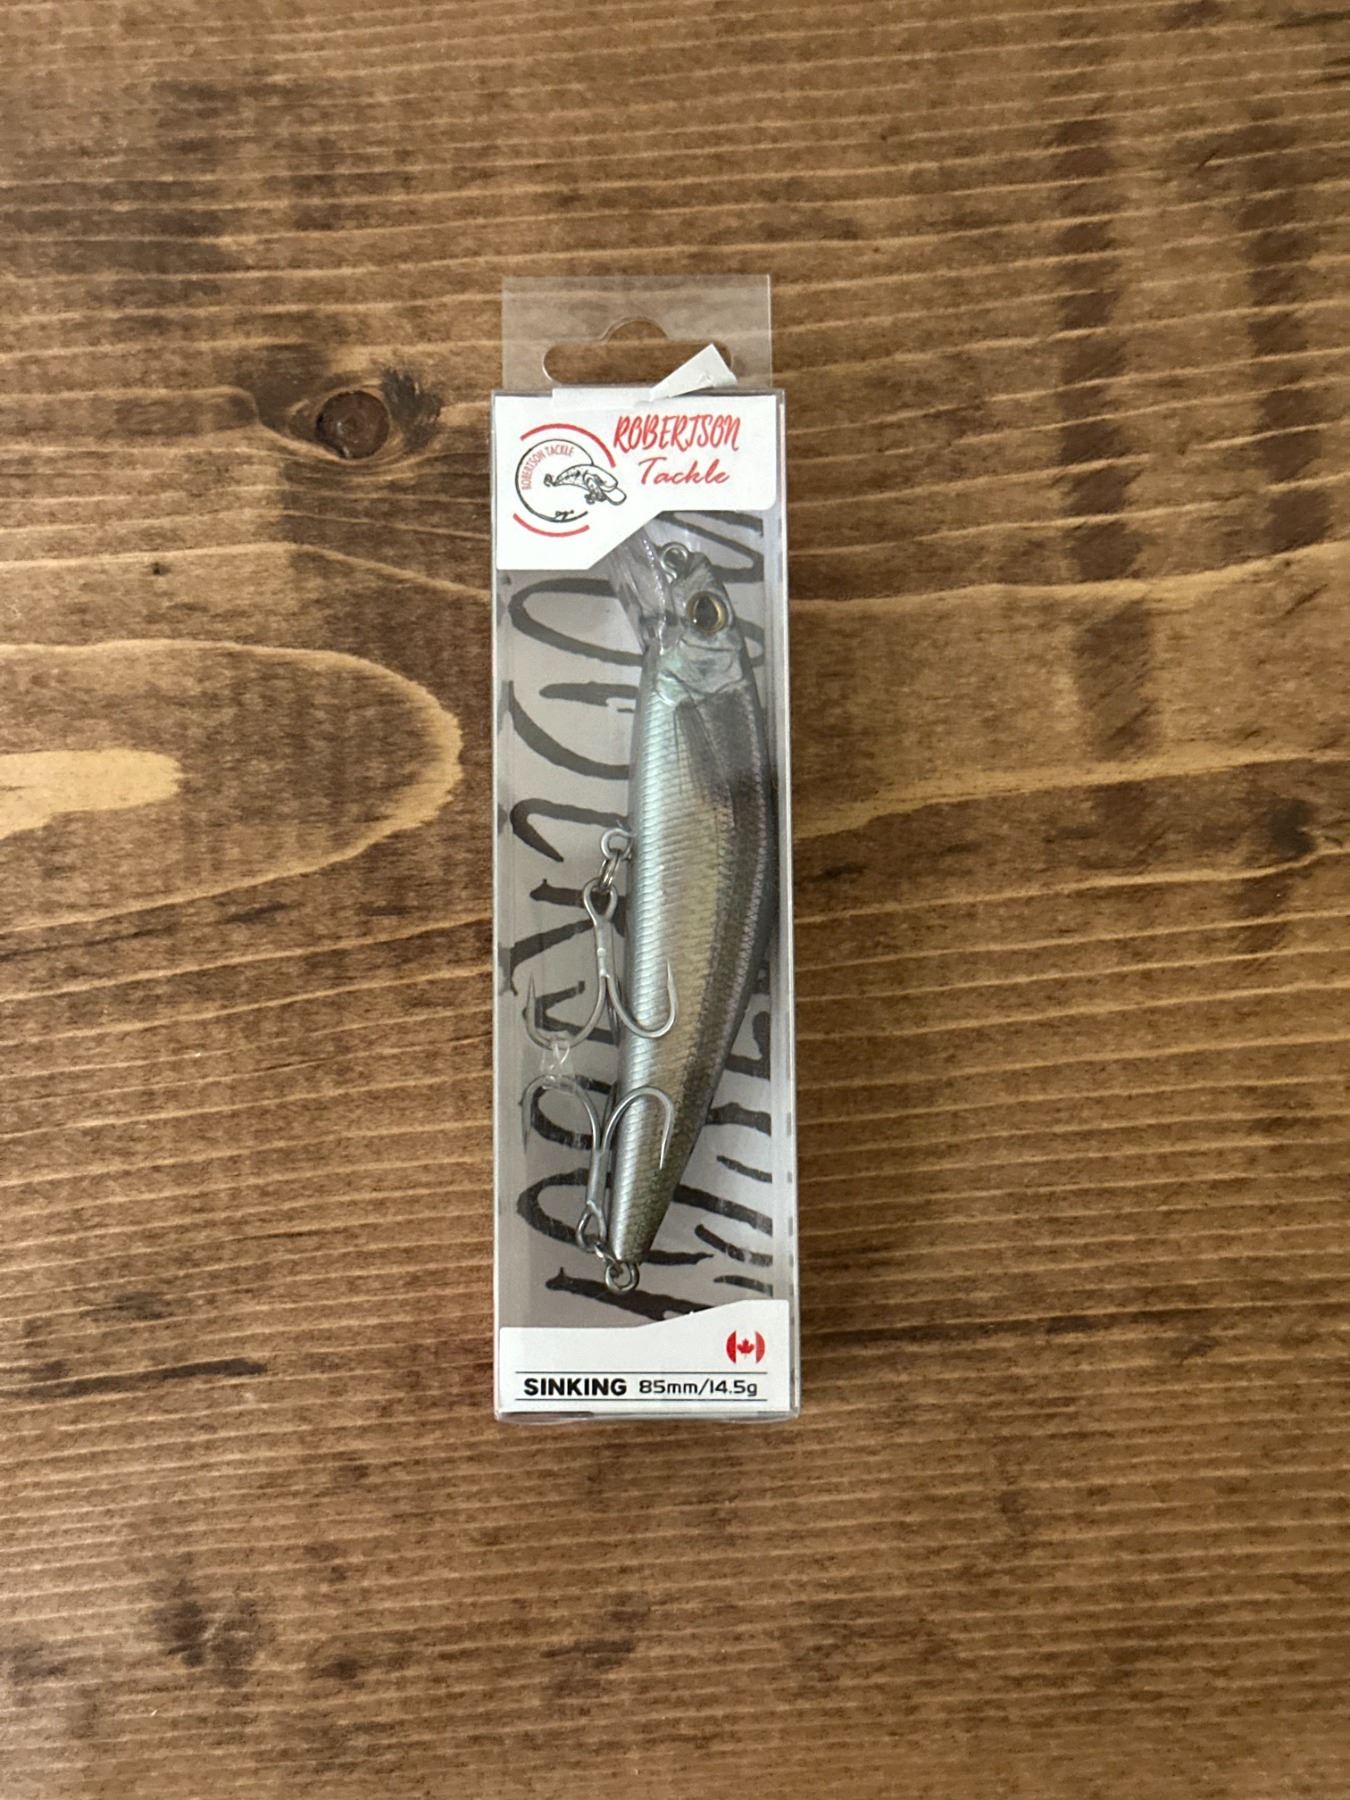 ROBERTSON
Tackle
ROBERTSON TACKLE
SINKING 85mm/14.5g